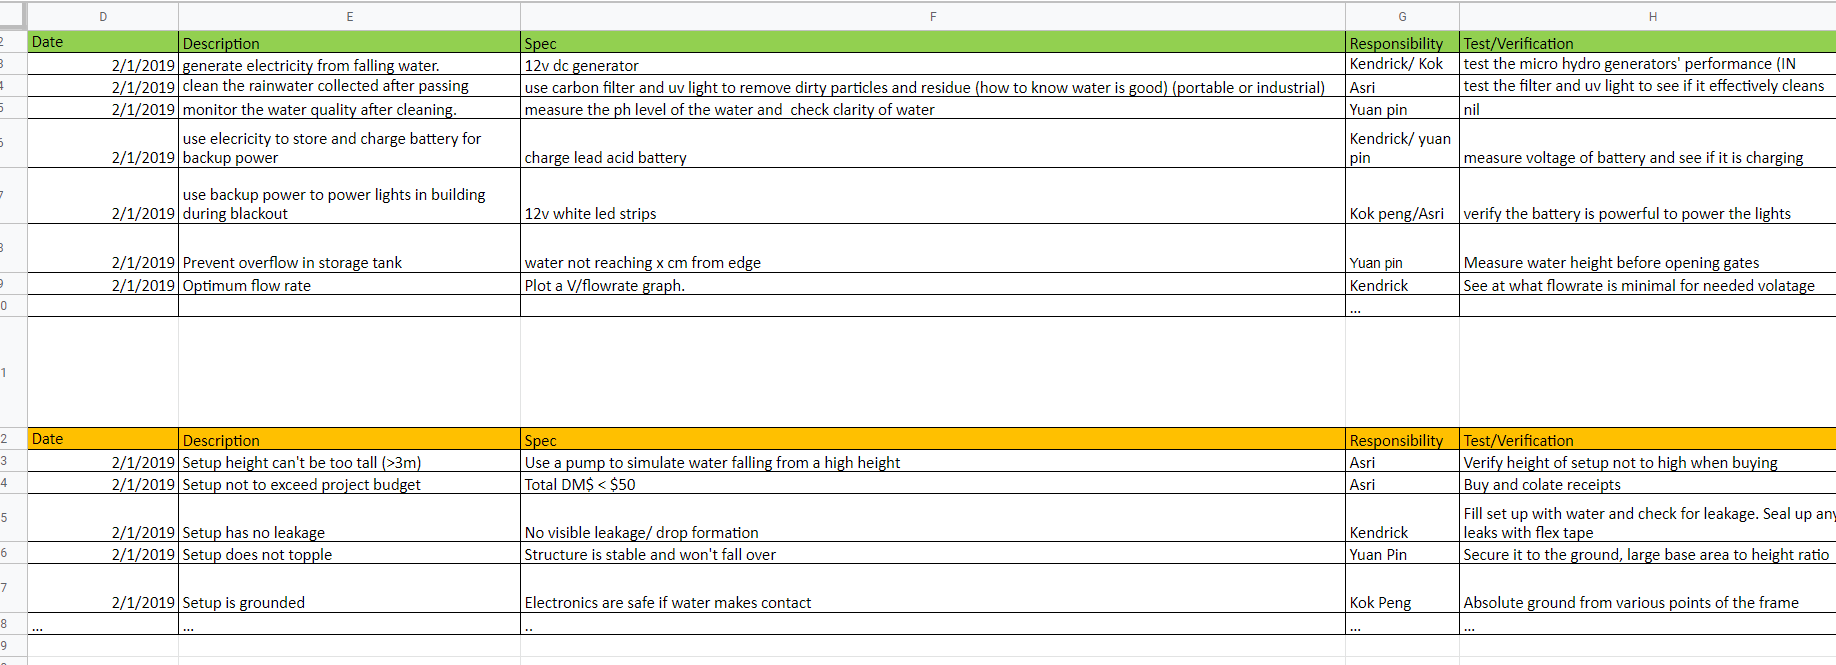 D E F G H
2 Date Description Spec Responsibility Test/Verification
3 2/1/2019 generate electricity from falling water. 12v dc generator Kendrick/ Kok test the micro hydro generators' performance (IN
4 2/1/2019 clean the rainwater collected after passing use carbon filter and uv light to remove dirty particles and residue (how to know water is good) (portable or industrial) Asri test the filter and uv light to see if it effectively cleans
5 2/1/2019 monitor the water quality after cleaning. measure the ph level of the water and  check clarity of water Yuan pin nil
use elecricity to store and charge battery for Kendrick/ yuan
2/1/2019 backup power charge lead acid battery pin measure voltage of battery and see if it is charging
7 use backup power to power lights in building
2/1/2019 during blackout 12v white led strips Kok peng/Asri verify the battery is powerful to power the lights
2/1/2019 Prevent overflow in storage tank water not reaching x cm from edge Yuan pin Measure water height before opening gates
2/1/2019 Optimum flow rate Plot a V/flowrate graph. Kendrick See at what flowrate is minimal for needed volatage
0 ...
1
2 Date Description Spec Responsibility Test/Verification
3 2/1/2019 Setup height can't be too tall (>3m) Use a pump to simulate water falling from a high height Asri Verify height of setup not to high when buying
4 2/1/2019 Setup not to exceed project budget Total DM$ < $50 Asri Buy and colate receipts
5 Fill set up with water and check for leakage. Seal up any
2/1/2019 Setup has no leakage No visible leakage/ drop formation Kendrick leaks with flex tape
6 2/1/2019 Setup does not topple Structure is stable and won't fall over Yuan Pin Secure it to the ground, large base area to height ratio
7
2/1/2019 Setup is grounded Electronics are safe if water makes contact Kok Peng Absolute ground from various points of the frame
8 ... ... .. ... ...
9